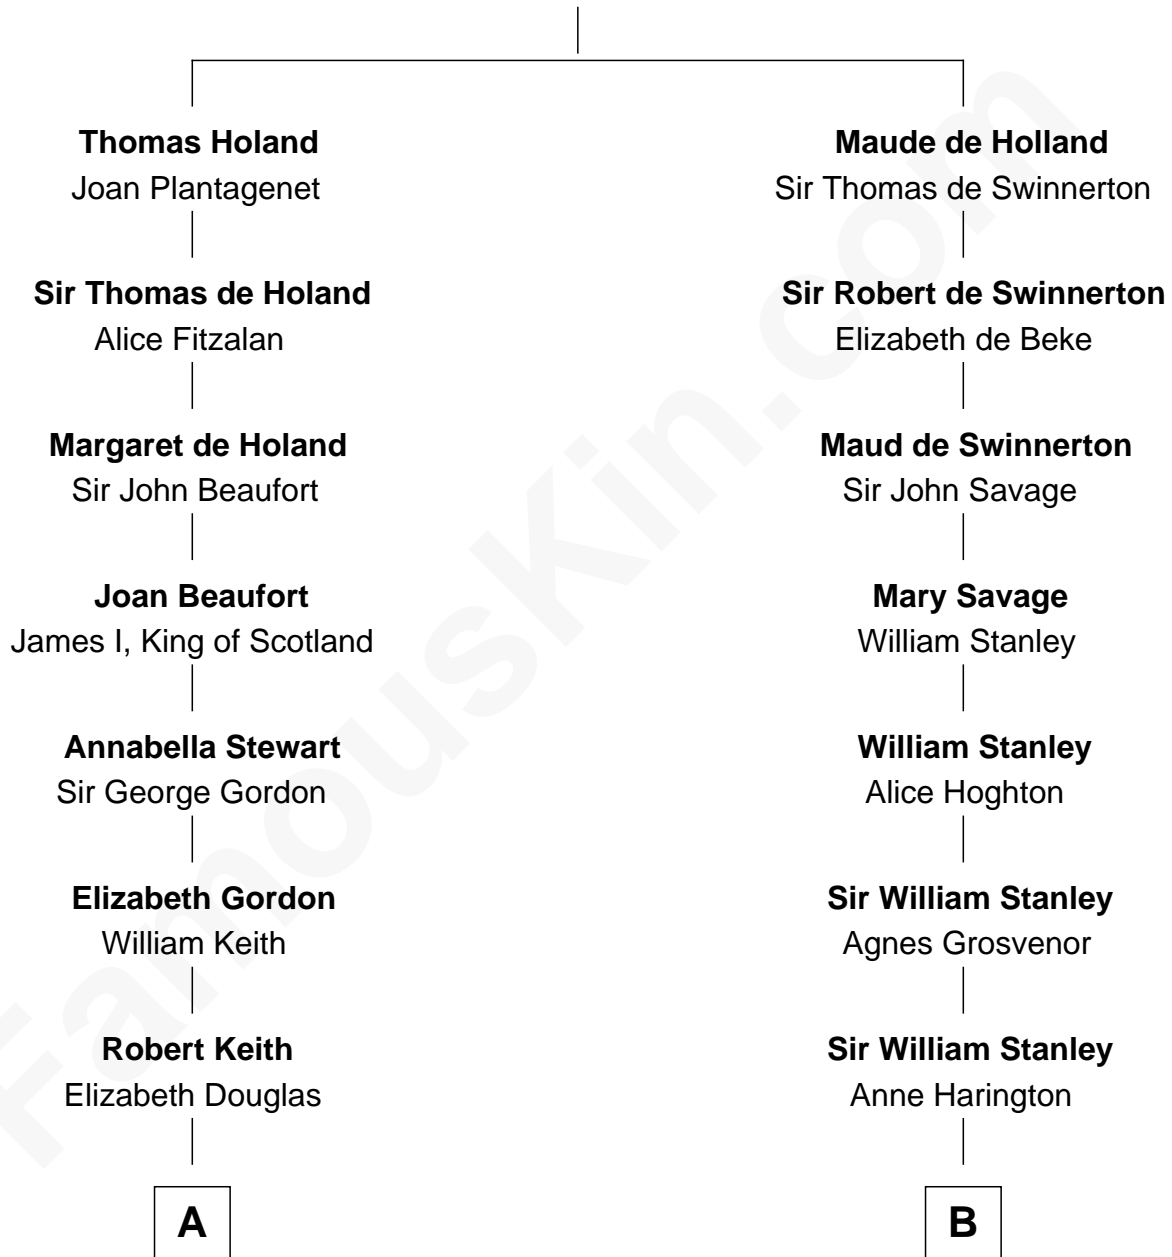 Thomas Holand
Joan Plantagenet
Sir Thomas de Holand
Alice Fitzalan
Margaret de Holand
Sir John Beaufort
Joan Beaufort
James I, King of Scotland
Annabella Stewart
Sir George Gordon
Elizabeth Gordon
William Keith
Robert Keith
Elizabeth Douglas
A
Maude de Holland
Sir Thomas de Swinnerton
Sir Robert de Swinnerton
Elizabeth de Beke
Maud de Swinnerton
Sir John Savage
Mary Savage
William Stanley
William Stanley
Alice Hoghton
Sir William Stanley
Agnes Grosvenor
Sir William Stanley
Anne Harington
B
FamousKin.com